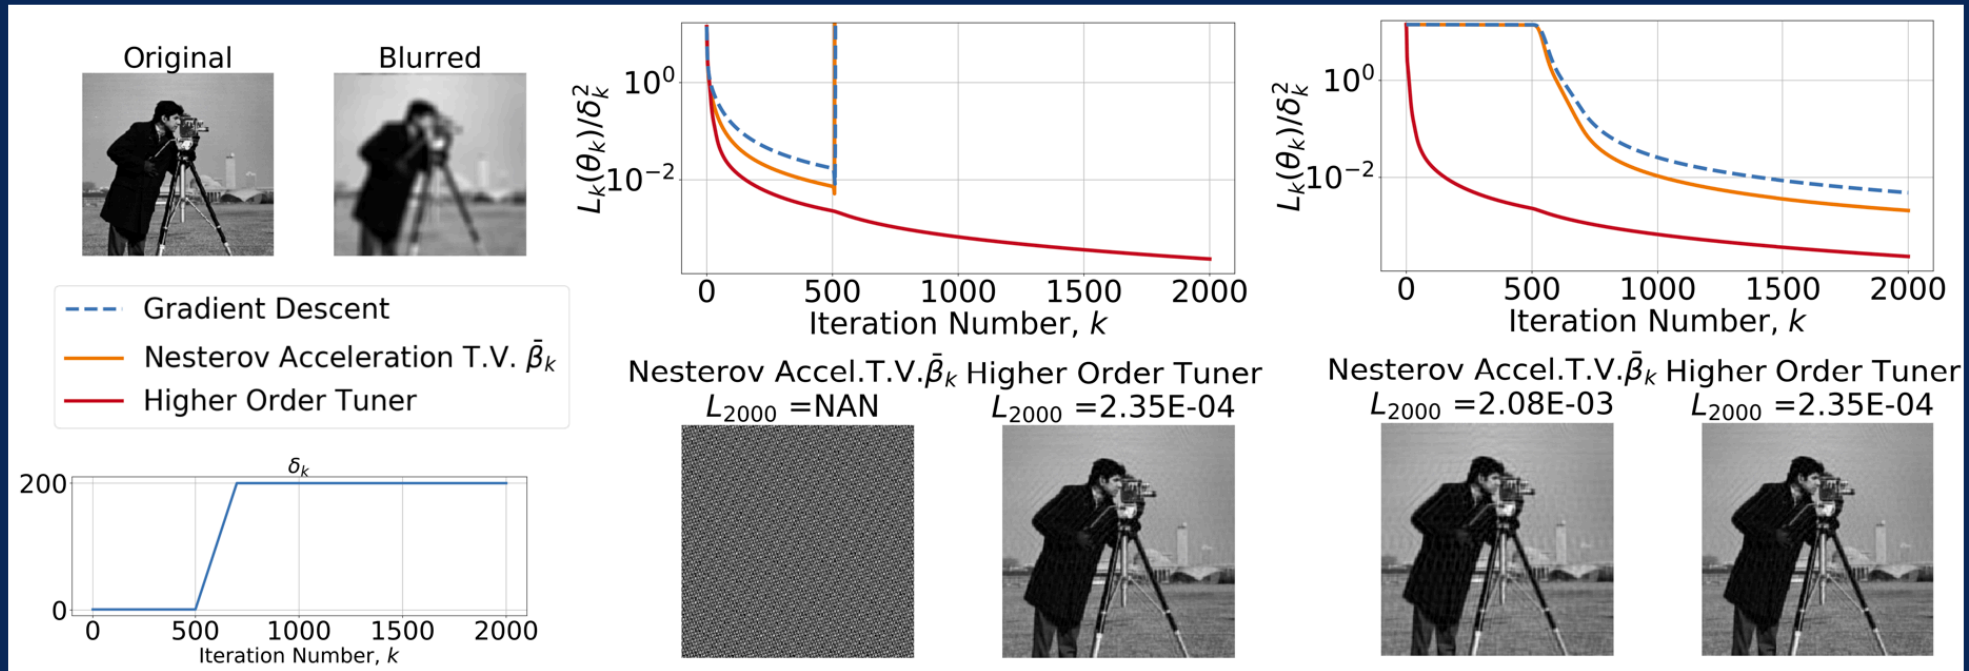 Original
Blurred
Gradient Descent
Nesterov Acceleration T.V. β̄ₖ
Higher Order Tuner
δₖ
200
0
0 500 1000 1500 2000
Iteration Number, k
Lₖ(θₖ)/δₖ²
10⁰
10⁻²
0 500 1000 1500 2000
Iteration Number, k
Nesterov Accel.T.V.β̄ₖ Higher Order Tuner
L₂₀₀₀ =NAN
L₂₀₀₀ =2.35E-04
Lₖ(θₖ)/δₖ²
10⁰
10⁻²
0 500 1000 1500 2000
Iteration Number, k
Nesterov Accel.T.V.β̄ₖ Higher Order Tuner
L₂₀₀₀ =2.08E-03
L₂₀₀₀ =2.35E-04